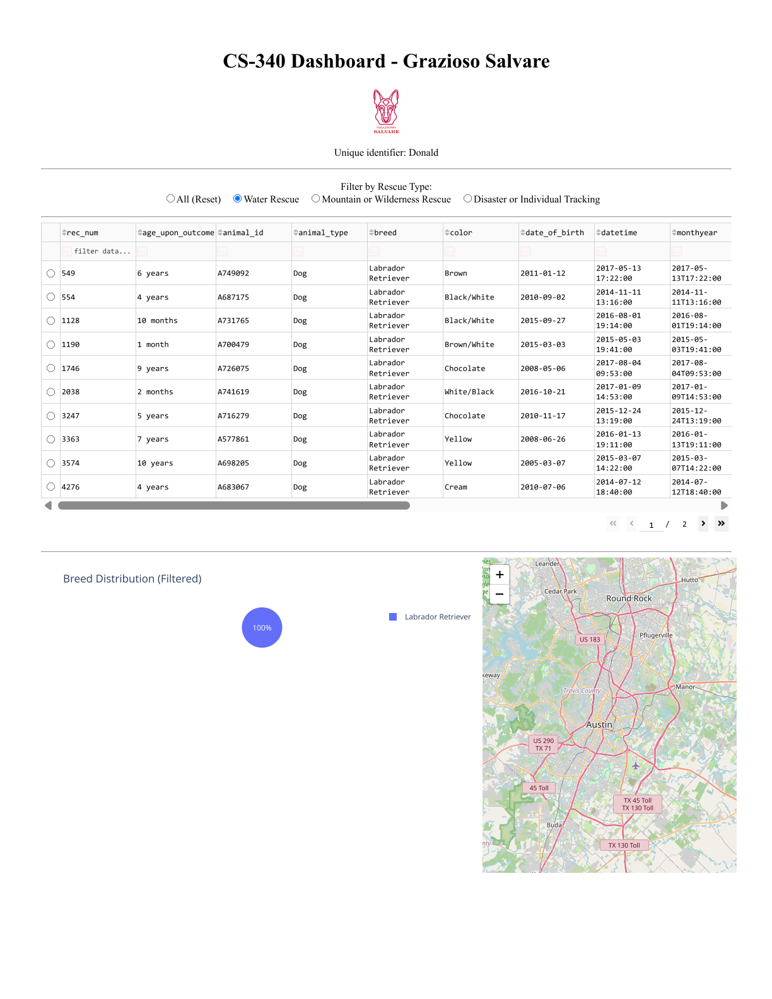 CS-340 Dashboard - Grazioso Salvare
GRAZIOSO
SALVARE
Unique identifier: Donald
Filter by Rescue Type:
All (Reset) Water Rescue Mountain or Wilderness Rescue Disaster or Individual Tracking
rec_num age_upon_outcome animal_id animal_type breed color date_of_birth datetime monthyear
Aa filter data... Aa Aa Aa Aa Aa Aa Aa Aa
549 6 years A749092 Dog Labrador Retriever Brown 2011-01-12 2017-05-13 17:22:00 2017-05-13T17:22:00
554 4 years A687175 Dog Labrador Retriever Black/White 2010-09-02 2014-11-11 13:16:00 2014-11-11T13:16:00
1128 10 months A731765 Dog Labrador Retriever Black/White 2015-09-27 2016-08-01 19:14:00 2016-08-01T19:14:00
1190 1 month A700479 Dog Labrador Retriever Brown/White 2015-03-03 2015-05-03 19:41:00 2015-05-03T19:41:00
1746 9 years A726075 Dog Labrador Retriever Chocolate 2008-05-06 2017-08-04 09:53:00 2017-08-04T09:53:00
2038 2 months A741619 Dog Labrador Retriever White/Black 2016-10-21 2017-01-09 14:53:00 2017-01-09T14:53:00
3247 5 years A716279 Dog Labrador Retriever Chocolate 2010-11-17 2015-12-24 13:19:00 2015-12-24T13:19:00
3363 7 years A577861 Dog Labrador Retriever Yellow 2008-06-26 2016-01-13 19:11:00 2016-01-13T19:11:00
3574 10 years A698205 Dog Labrador Retriever Yellow 2005-03-07 2015-03-07 14:22:00 2015-03-07T14:22:00
4276 4 years A683067 Dog Labrador Retriever Cream 2010-07-06 2014-07-12 18:40:00 2014-07-12T18:40:00
1 / 2
Breed Distribution (Filtered)
100%
Labrador Retriever
+
−
Leander
Hutto
Cedar Park
Round Rock
Pflugerville
US 183
keway
Manor
Travis County
Austin
US 290
TX 71
45 Toll
TX 45 Toll
TX 130 Toll
Buda
TX 130 Toll
nty